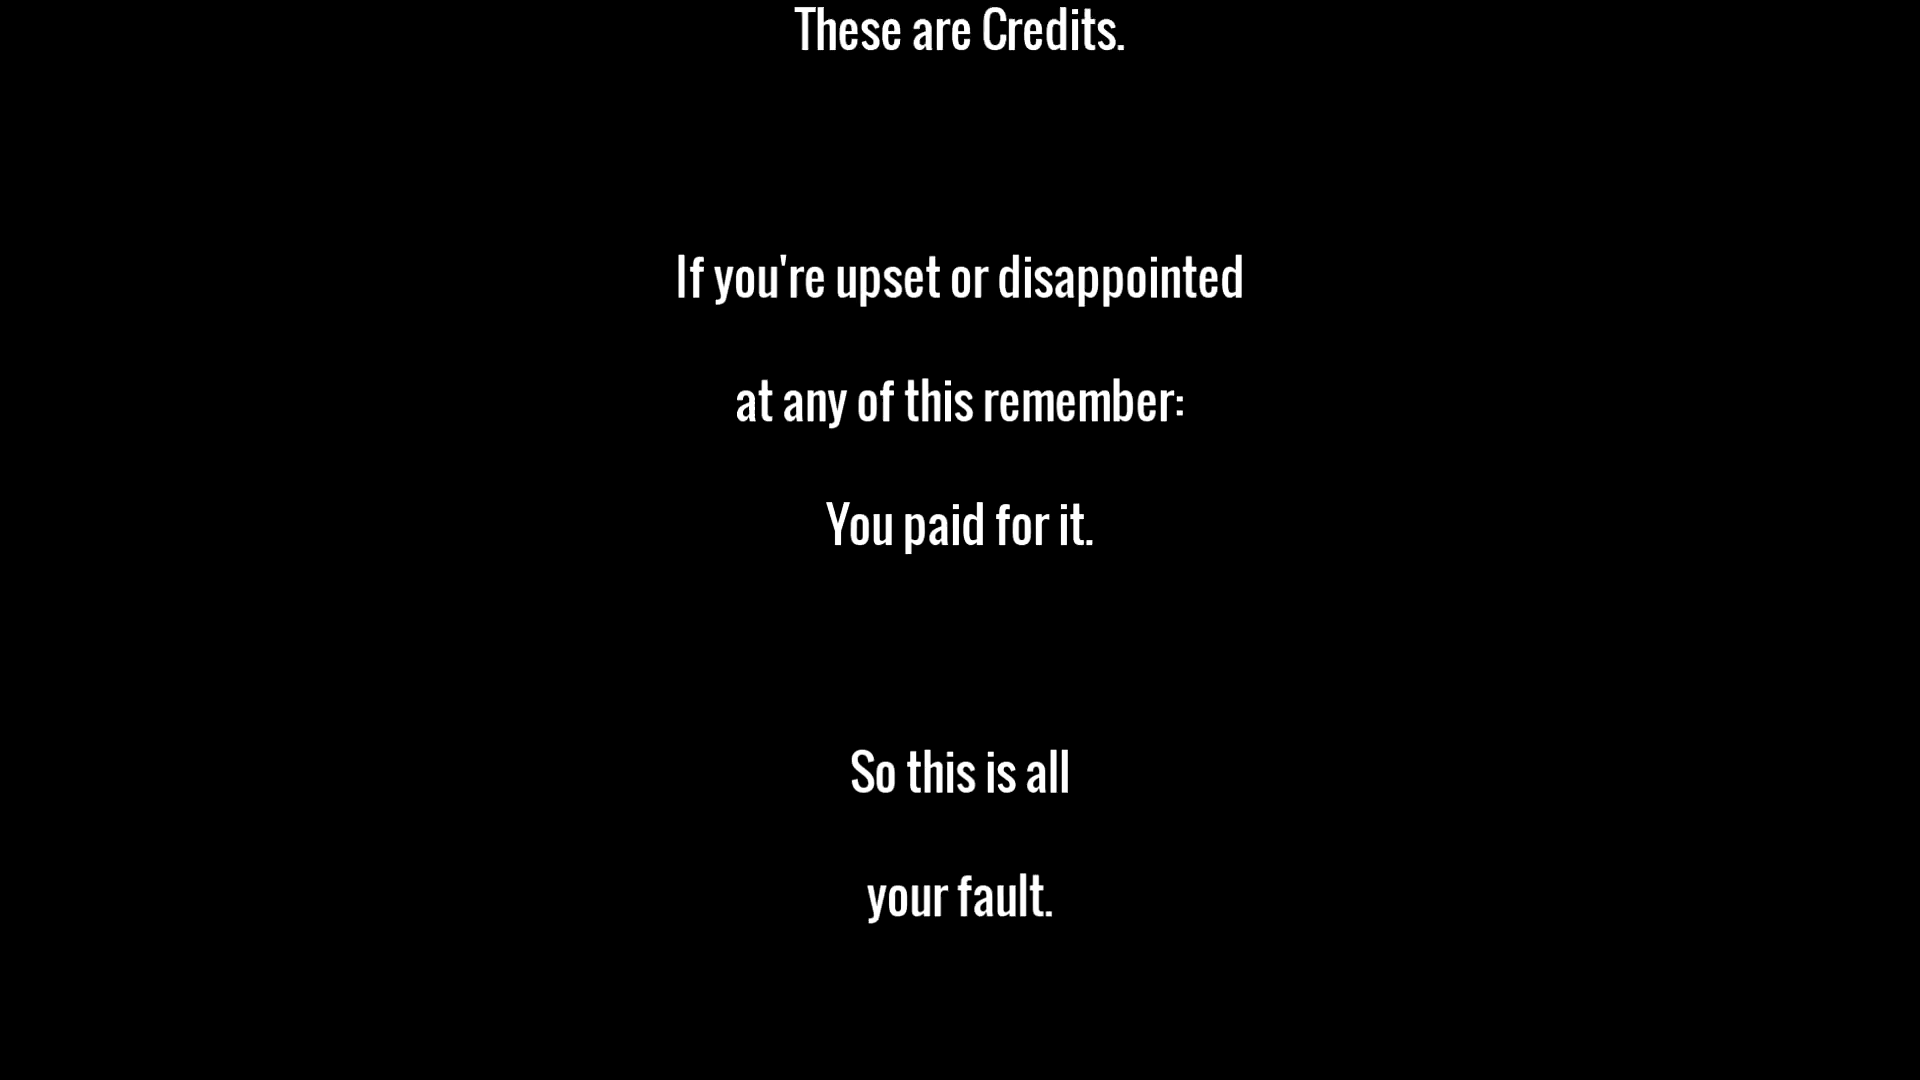 These are Credits.
If you're upset or disappointed
at any of this remember:
You paid for it.
So this is all
your fault.